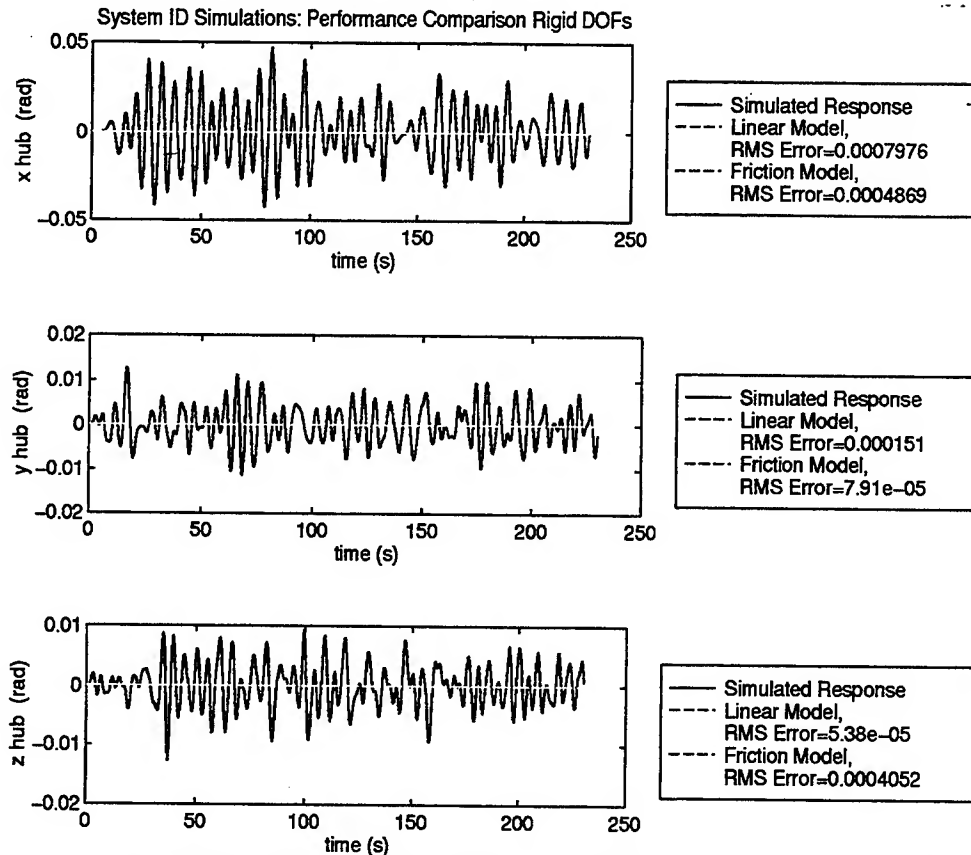 System ID Simulations: Performance Comparison Rigid DOFs
0.05
0
−0.05
x hub (rad)
0 50 100 150 200 250
time (s)
Simulated Response
Linear Model,
RMS Error=0.0007976
Friction Model,
RMS Error=0.0004869
0.02
0.01
0
−0.01
−0.02
y hub (rad)
0 50 100 150 200 250
time (s)
Simulated Response
Linear Model,
RMS Error=0.000151
Friction Model,
RMS Error=7.91e−05
0.01
0
−0.01
−0.02
z hub (rad)
0 50 100 150 200 250
time (s)
Simulated Response
Linear Model,
RMS Error=5.38e−05
Friction Model,
RMS Error=0.0004052